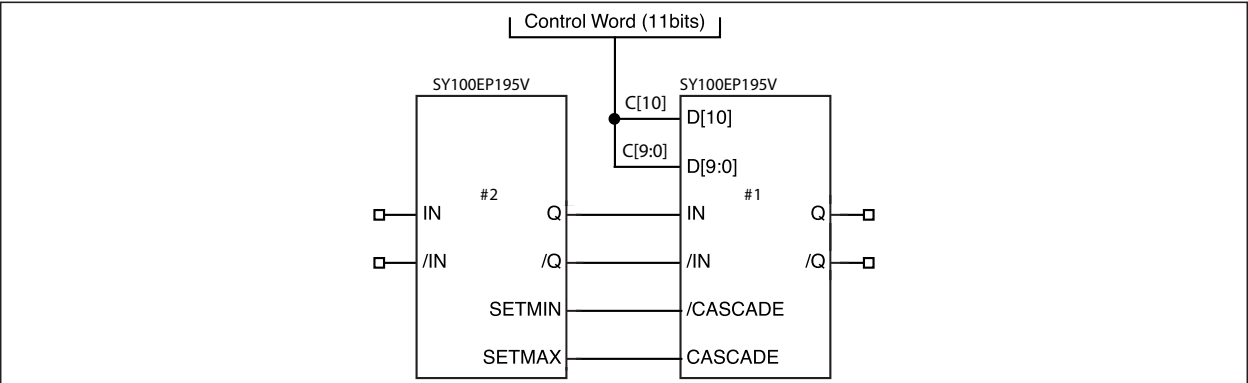 Control Word (11bits)
SY100EP195V
SY100EP195V
C[10]
D[10]
C[9:0]
D[9:0]
#2
#1
IN
Q
IN
Q
/IN
/Q
/IN
/Q
SETMIN
/CASCADE
SETMAX
CASCADE